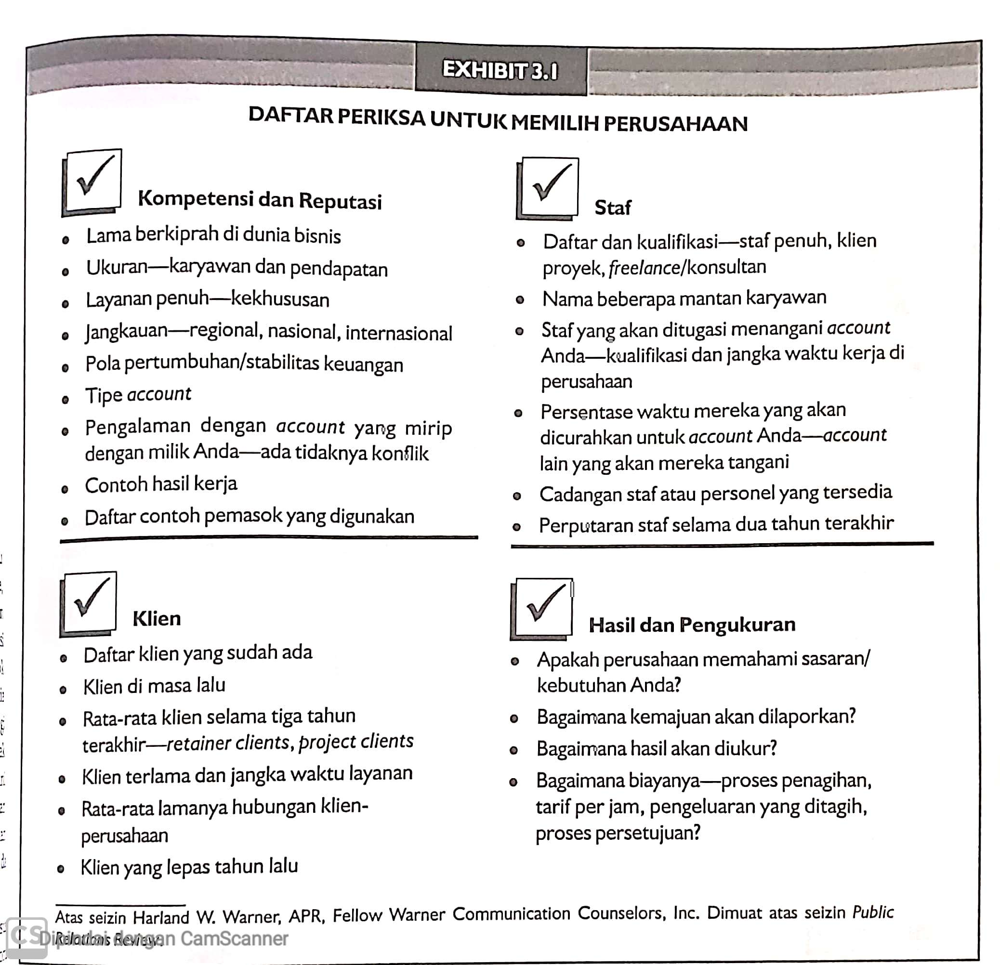 EXHIBIT 3.1
DAFTAR PERIKSA UNTUK MEMILIH PERUSAHAAN
Kompetensi dan Reputasi
• Lama berkiprah di dunia bisnis
• Ukuran—karyawan dan pendapatan
• Layanan penuh—kekhususan
• Jangkauan—regional, nasional, internasional
• Pola pertumbuhan/stabilitas keuangan
• Tipe account
• Pengalaman dengan account yang mirip
dengan milik Anda—ada tidaknya konflik
• Contoh hasil kerja
• Daftar contoh pemasok yang digunakan
Staf
• Daftar dan kualifikasi—staf penuh, klien
proyek, freelance/konsultan
• Nama beberapa mantan karyawan
• Staf yang akan ditugasi menangani account
Anda—kualifikasi dan jangka waktu kerja di
perusahaan
• Persentase waktu mereka yang akan
dicurahkan untuk account Anda—account
lain yang akan mereka tangani
• Cadangan staf atau personel yang tersedia
• Perputaran staf selama dua tahun terakhir
Klien
• Daftar klien yang sudah ada
• Klien di masa lalu
• Rata-rata klien selama tiga tahun
terakhir—retainer clients, project clients
• Klien terlama dan jangka waktu layanan
• Rata-rata lamanya hubungan klien-
perusahaan
• Klien yang lepas tahun lalu
Hasil dan Pengukuran
• Apakah perusahaan memahami sasaran/
kebutuhan Anda?
• Bagaimana kemajuan akan dilaporkan?
• Bagaimana hasil akan diukur?
• Bagaimana biayanya—proses penagihan,
tarif per jam, pengeluaran yang ditagih,
proses persetujuan?
Atas seizin Harland W. Warner, APR, Fellow Warner Communication Counselors, Inc. Dimuat atas seizin Public
Relations Review.
CS Dipindai dengan CamScanner